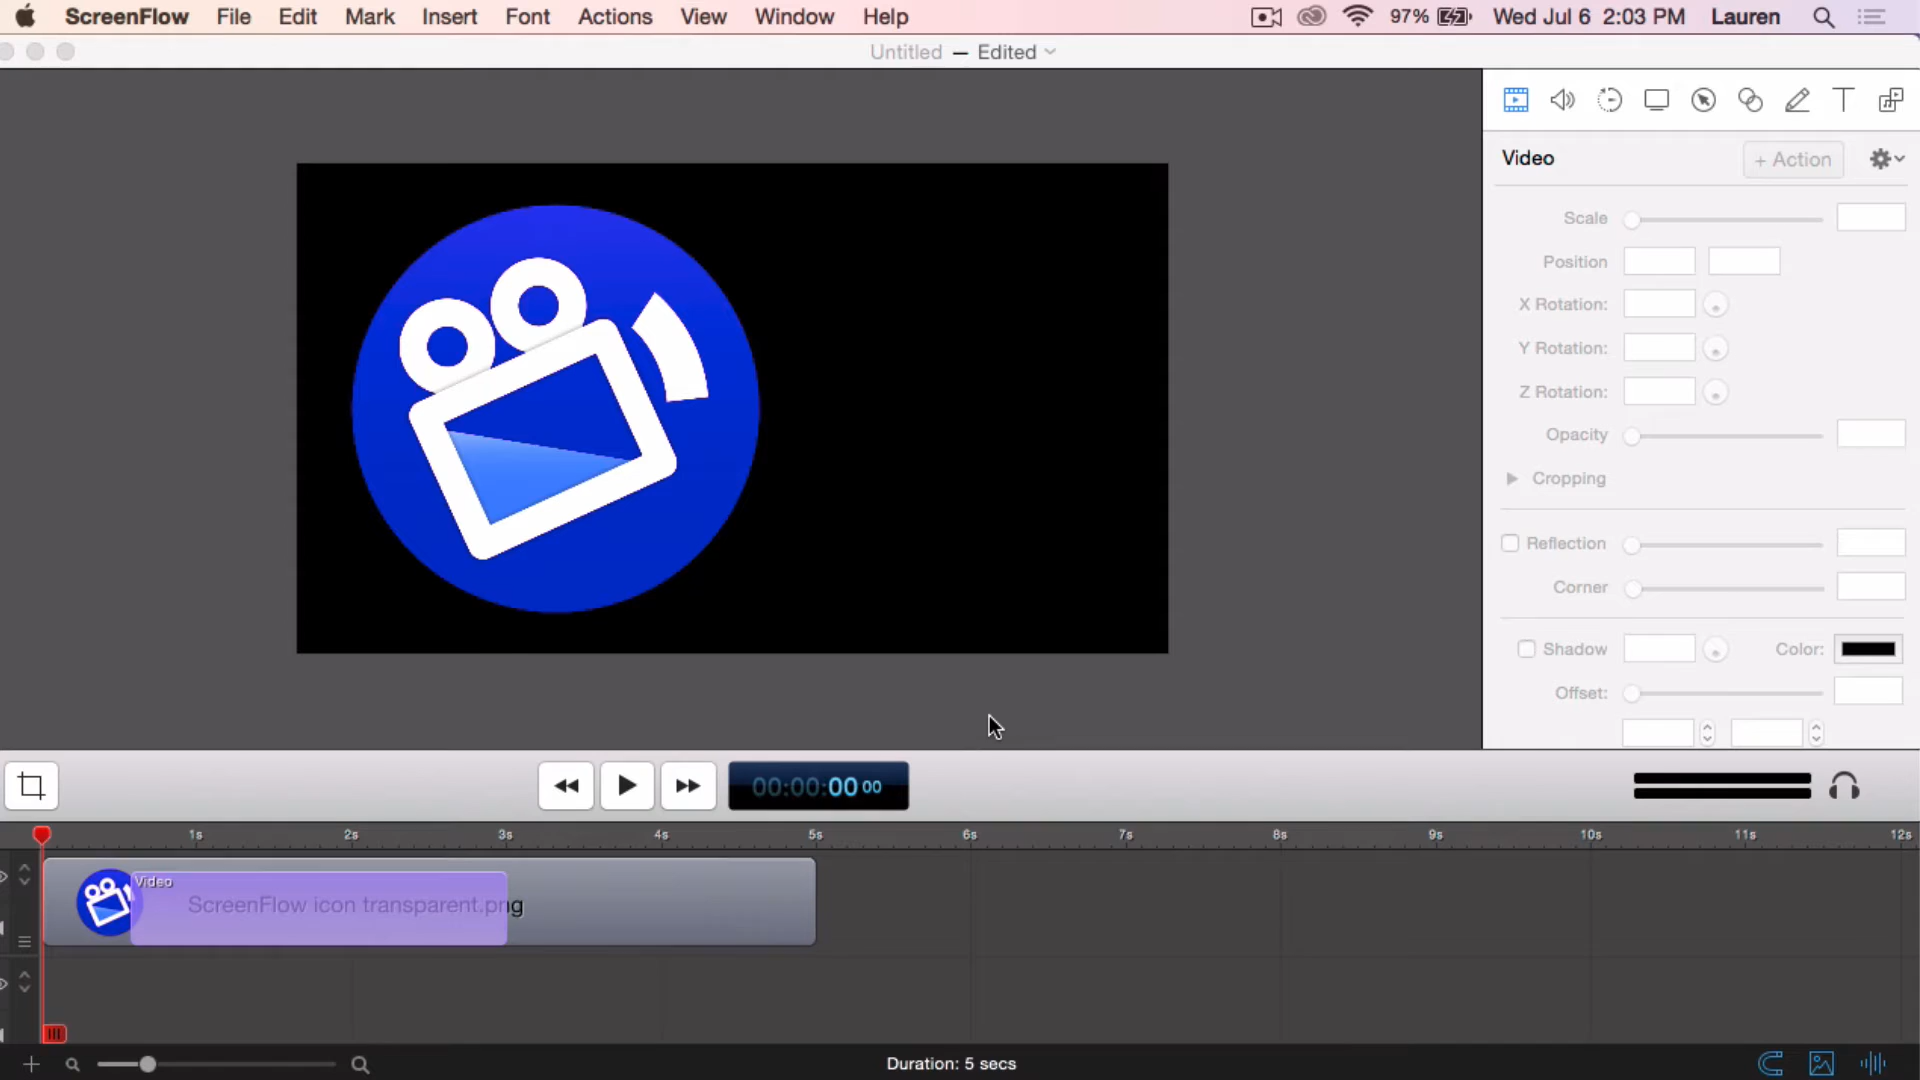 ScreenFlow File Edit Mark Insert Font Actions View Window Help 97% Wed Jul 6 2:03 PM Lauren
Untitled — Edited
Video + Action
Scale
Position
X Rotation:
Y Rotation:
Z Rotation:
Opacity
Cropping
Reflection
Corner
Shadow Color:
Offset:
00:00:00 00
1s 2s 3s 4s 5s 6s 7s 8s 9s 10s 11s 12s
Video
ScreenFlow icon transparent.png
Duration: 5 secs